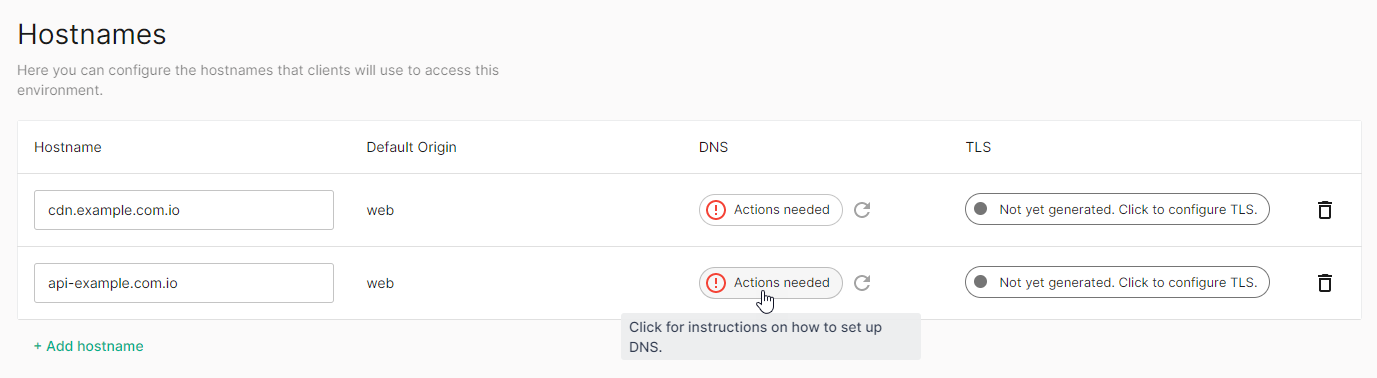 Hostnames
Here you can configure the hostnames that clients will use to access this
environment.
Hostname Default Origin DNS TLS
cdn.example.com.io web Actions needed Not yet generated. Click to configure TLS.
api-example.com.io web Actions needed Not yet generated. Click to configure TLS.
Click for instructions on how to set up
DNS.
+ Add hostname